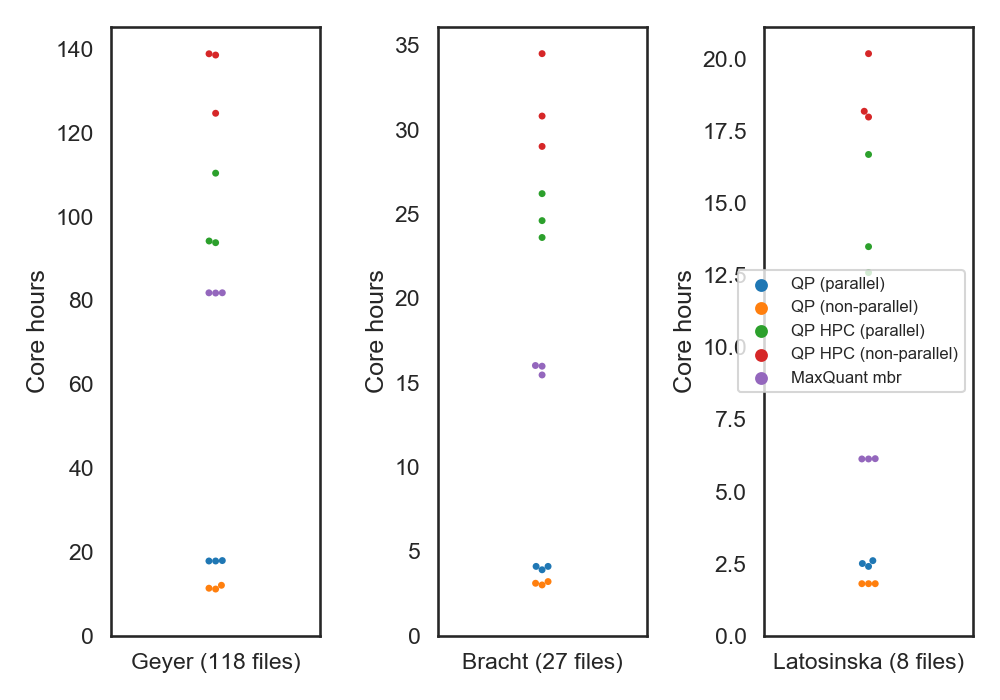 Core hours
140
120
100
80
60
40
20
0
Geyer (118 files)
Core hours
35
30
25
20
15
10
5
0
Bracht (27 files)
Core hours
20.0
17.5
15.0
12.5
10.0
7.5
5.0
2.5
0.0
Latosinska (8 files)
QP (parallel)
QP (non-parallel)
QP HPC (parallel)
QP HPC (non-parallel)
MaxQuant mbr